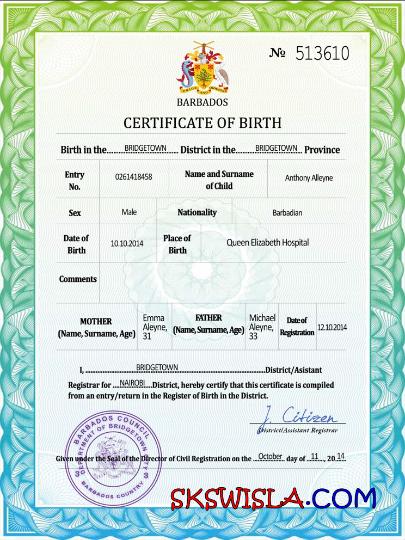 № 513610
BARBADOS
CERTIFICATE OF BIRTH
Birth in the BRIDGETOWN District in the BRIDGETOWN Province
Entry No. 0261418458 Name and Surname of Child Anthony Alleyne
Sex Male Nationality Barbadian
Date of Birth 10.10.2014 Place of Birth Queen Elizabeth Hospital
Comments
MOTHER (Name, Surname, Age) Emma Aleyne, 31 FATHER (Name, Surname, Age) Michael Aleyne, 33 Date of Registration 12.10.2014
I, BRIDGETOWN District/Asistant
Registrar for NAIROBI District, hereby certify that this certificate is compiled
from an entry/return in the Register of Birth in the District.
J. Citizen
District/Assistant Registrar
BARBADOS COUNCIL
DEPARTMENT OF BRIDGETOWN CITY
BARBADOS COUNTRY
Given under the Seal of the Director of Civil Registration on the October day of 11, 20 14
SKSWISLA.COM